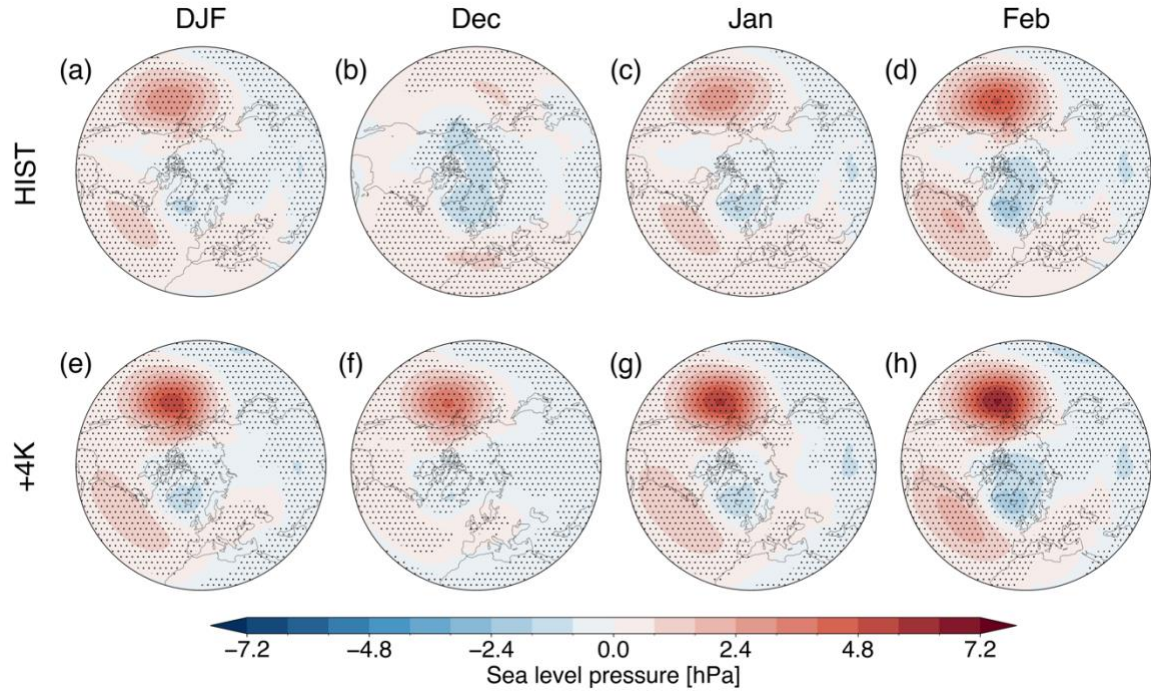 DJF Dec Jan Feb
(a) (b) (c) (d)
HIST
(e) (f) (g) (h)
+4K
−7.2 −4.8 −2.4 0.0 2.4 4.8 7.2
Sea level pressure [hPa]